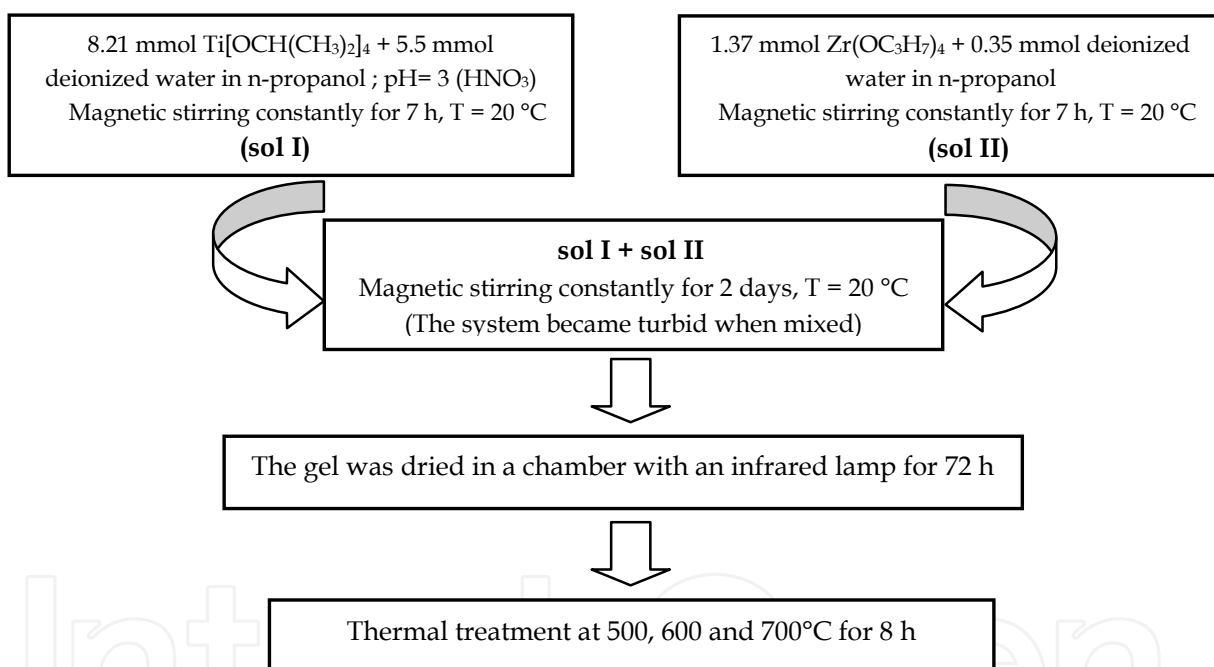 8.21 mmol Ti[OCH(CH₃)₂]₄ + 5.5 mmol
deionized water in n-propanol ; pH= 3 (HNO₃)
Magnetic stirring constantly for 7 h, T = 20 °C
(sol I)
1.37 mmol Zr(OC₃H₇)₄ + 0.35 mmol deionized
water in n-propanol
Magnetic stirring constantly for 7 h, T = 20 °C
(sol II)
sol I + sol II
Magnetic stirring constantly for 2 days, T = 20 °C
(The system became turbid when mixed)
The gel was dried in a chamber with an infrared lamp for 72 h
Thermal treatment at 500, 600 and 700°C for 8 h